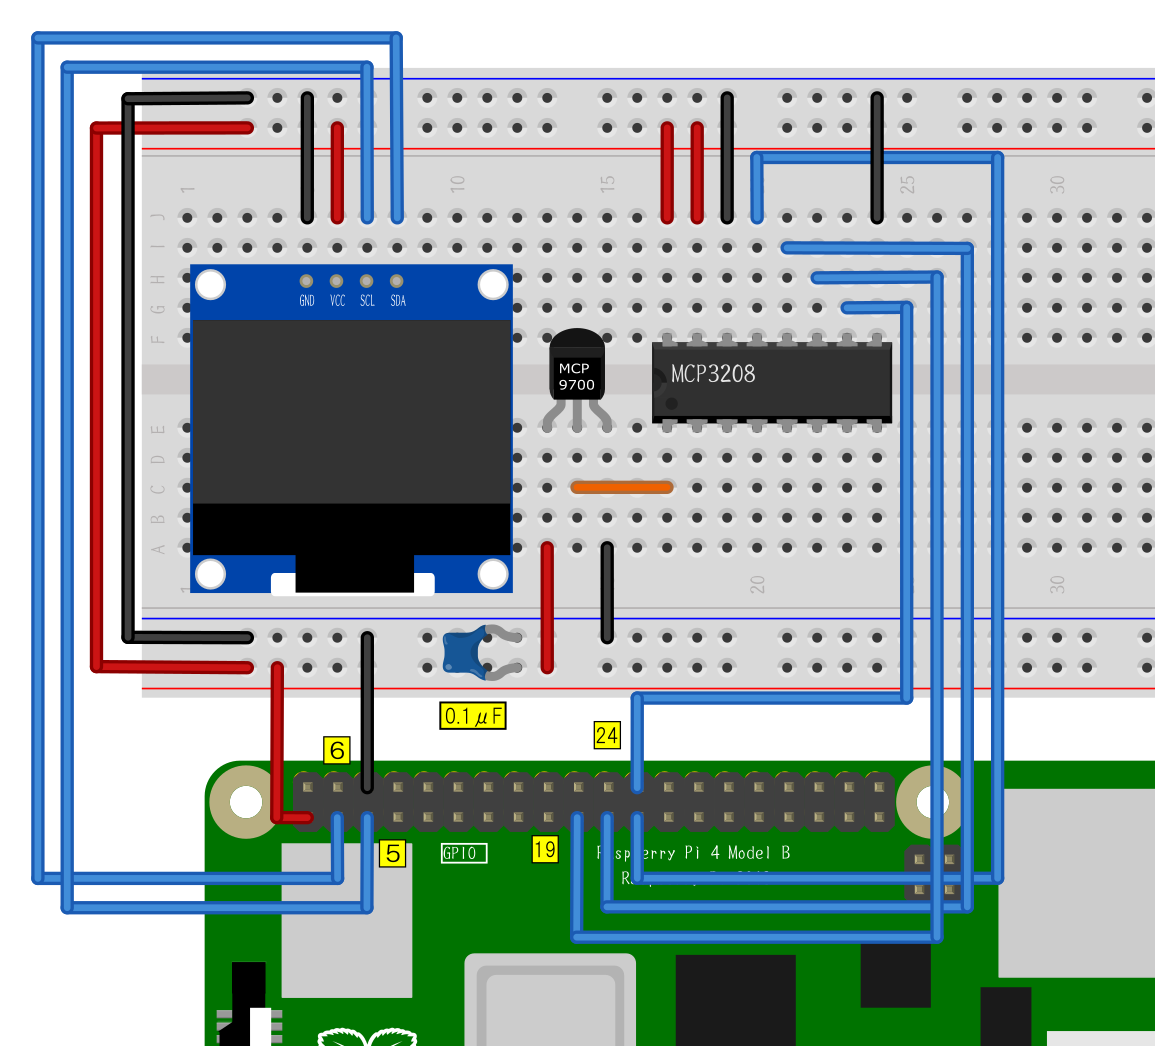 1
10
15
25
30
J
I
H
G
F
GND VCC SCL SDA
MCP
9700
MCP3208
E
D
C
B
A
1
20
30
0.1μF
24
6
5
GPIO
19
Raspberry Pi 4 Model B